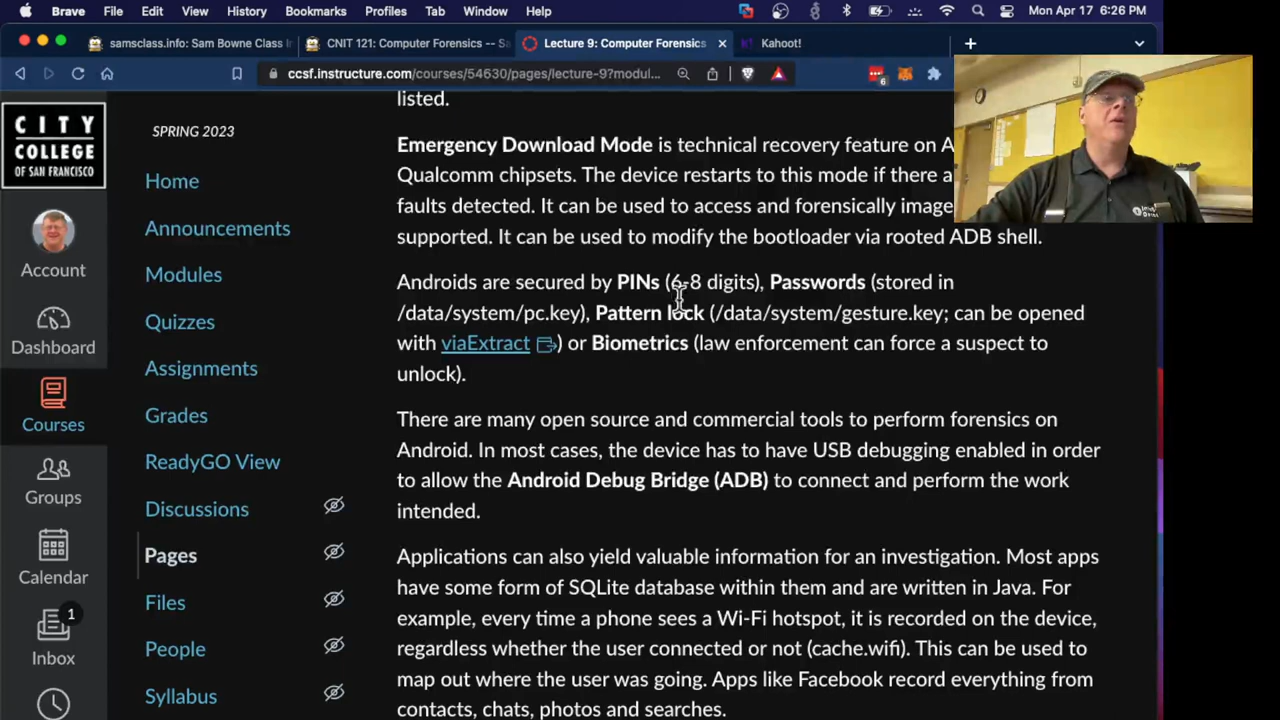 Brave File Edit View History Bookmarks Profiles Tab Window Help Mon Apr 17 6:26 PM
samsclass.info: Sam Bowne Class I
CNIT 121: Computer Forensics -- S
Lecture 9: Computer Forensics
Kahoot!
ccsf.instructure.com/courses/54630/pages/lecture-9?modul...
6
CITY
COLLEGE
OF SAN FRANCISCO
Account
Dashboard
Courses
Groups
Calendar
1
Inbox
SPRING 2023
Home
Announcements
Modules
Quizzes
Assignments
Grades
ReadyGO View
Discussions
Pages
Files
People
Syllabus
listed.
Emergency Download Mode is technical recovery feature on A
Qualcomm chipsets. The device restarts to this mode if there a
faults detected. It can be used to access and forensically image
supported. It can be used to modify the bootloader via rooted ADB shell.
Androids are secured by PINs (6-8 digits), Passwords (stored in
/data/system/pc.key), Pattern lock (/data/system/gesture.key; can be opened
with viaExtract) or Biometrics (law enforcement can force a suspect to
unlock).
There are many open source and commercial tools to perform forensics on
Android. In most cases, the device has to have USB debugging enabled in order
to allow the Android Debug Bridge (ADB) to connect and perform the work
intended.
Applications can also yield valuable information for an investigation. Most apps
have some form of SQLite database within them and are written in Java. For
example, every time a phone sees a Wi-Fi hotspot, it is recorded on the device,
regardless whether the user connected or not (cache.wifi). This can be used to
map out where the user was going. Apps like Facebook record everything from
contacts, chats, photos and searches.